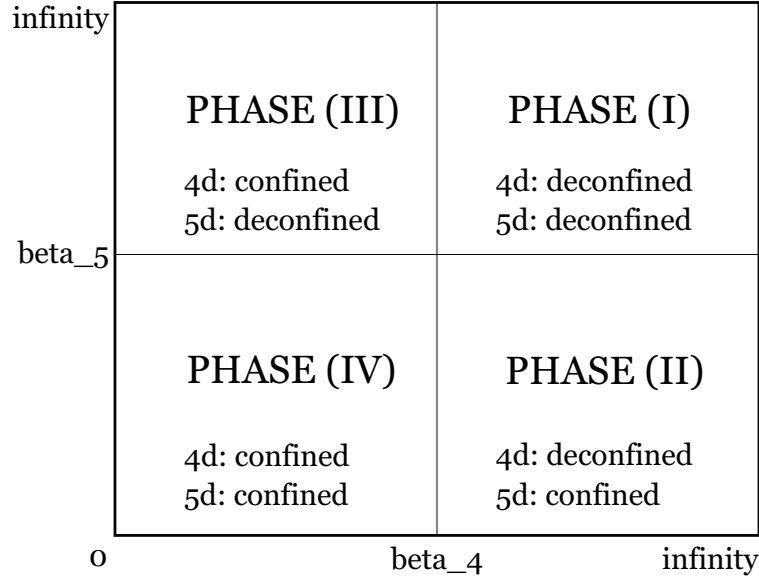 infinity
PHASE (III)
PHASE (I)
4d: confined
5d: deconfined
4d: deconfined
5d: deconfined
beta_5
PHASE (IV)
PHASE (II)
4d: confined
5d: confined
4d: deconfined
5d: confined
0
beta_4
infinity